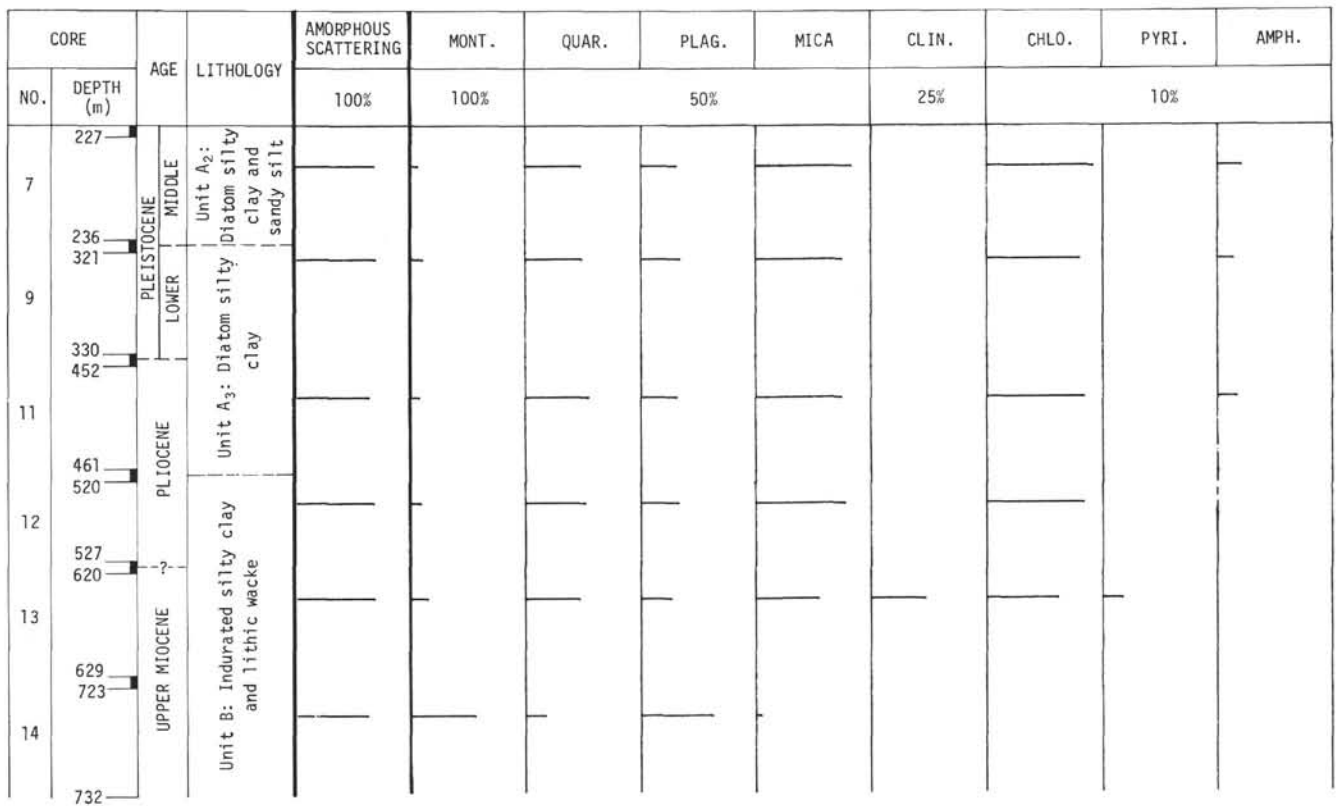 CORE
AGE
LITHOLOGY
AMORPHOUS
SCATTERING
MONT.
QUAR.
PLAG.
MICA
CLIN.
CHLO.
PYRI.
AMPH.
NO.
DEPTH
(m)
100%
100%
50%
25%
10%
227
7
236
321
9
330
452
11
461
520
12
527
620
13
629
723
14
732
PLEISTOCENE
MIDDLE
LOWER
PLIOCENE
?
UPPER MIOCENE
Unit A2:
Diatom silty
clay and
sandy silt
Unit A3: Diatom silty
clay
Unit B: Indurated silty clay
and lithic wacke